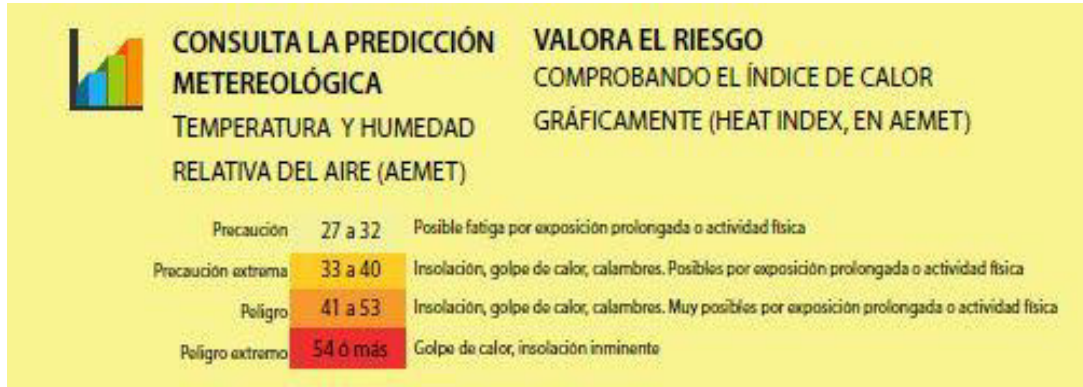 CONSULTA LA PREDICCIÓN
METEREOLÓGICA
TEMPERATURA Y HUMEDAD
RELATIVA DEL AIRE (AEMET)
VALORA EL RIESGO
COMPROBANDO EL ÍNDICE DE CALOR
GRÁFICAMENTE (HEAT INDEX, EN AEMET)
Precaución 27 a 32 Posible fatiga por exposición prolongada o actividad física
Precaución extrema 33 a 40 Insolación, golpe de calor, calambres. Posibles por exposición prolongada o actividad física
Peligro 41 a 53 Insolación, golpe de calor, calambres. Muy posibles por exposición prolongada o actividad física
Peligro extremo 54 ó más Golpe de calor, insolación inminente